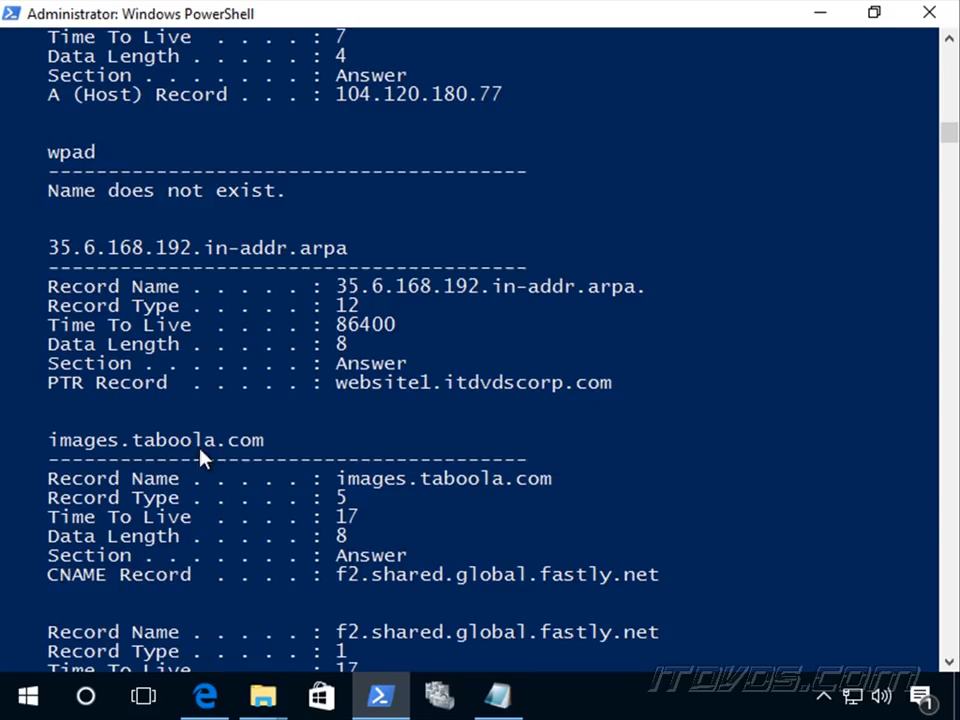 Administrator: Windows PowerShell
Time To Live  . . . . : 7
Data Length . . . . . : 4
Section . . . . . . . : Answer
A (Host) Record . . . : 104.120.180.77
wpad
----------------------------------------
Name does not exist.
35.6.168.192.in-addr.arpa
----------------------------------------
Record Name . . . . . : 35.6.168.192.in-addr.arpa.
Record Type . . . . . : 12
Time To Live  . . . . : 86400
Data Length . . . . . : 8
Section . . . . . . . : Answer
PTR Record  . . . . . : website1.itdvdscorp.com
images.taboola.com
----------------------------------------
Record Name . . . . . : images.taboola.com
Record Type . . . . . : 5
Time To Live  . . . . : 17
Data Length . . . . . : 8
Section . . . . . . . : Answer
CNAME Record  . . . . : f2.shared.global.fastly.net
Record Name . . . . . : f2.shared.global.fastly.net
Record Type . . . . . : 1
Time To Live  . . . . : 17
ITDVDS.COM
1